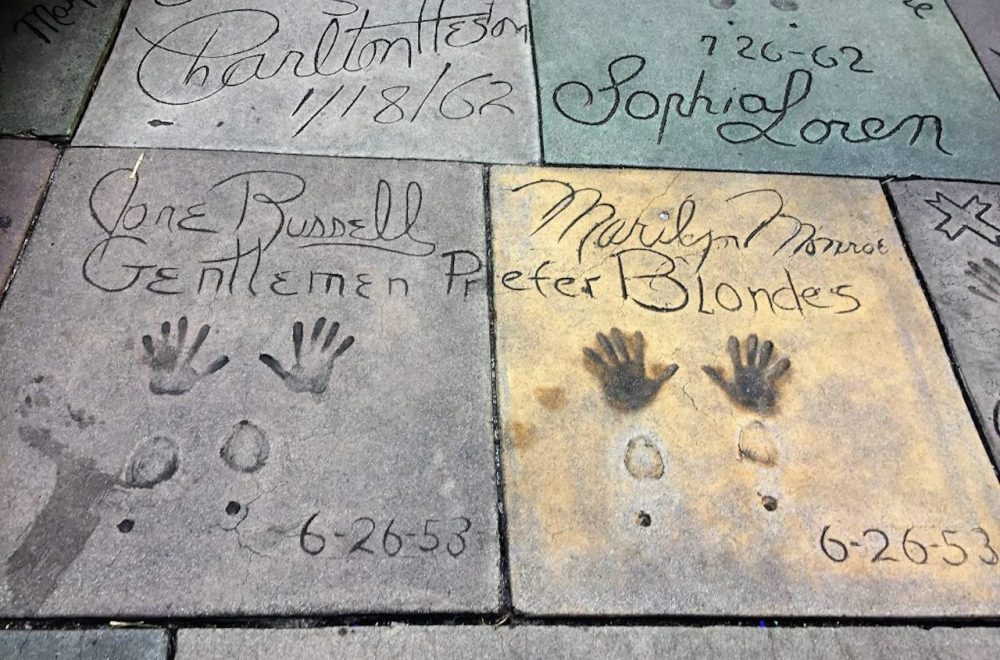 Charlton Heston
1/18/62
7 26-62
Sophia Loren
Jane Russell
Marilyn Monroe
Gentlemen Prefer Blondes
6-26-53
6-26-53